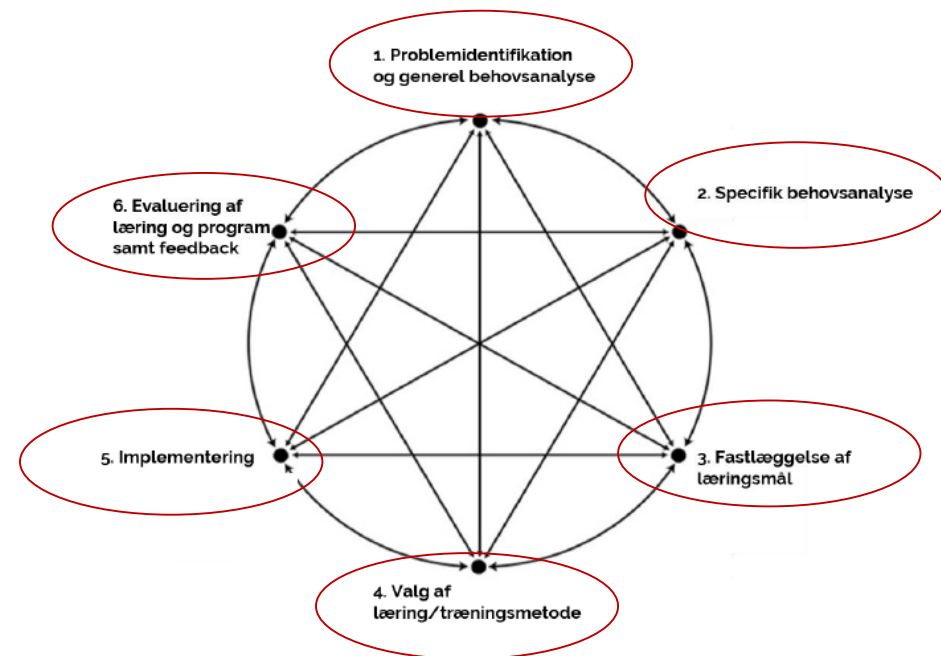 1. Problemidentifikation
og generel behovsanalyse
2. Specifik behovsanalyse
3. Fastlæggelse af
læringsmål
4. Valg af
læring/træningsmetode
5. Implementering
6. Evaluering af
læring og program
samt feedback